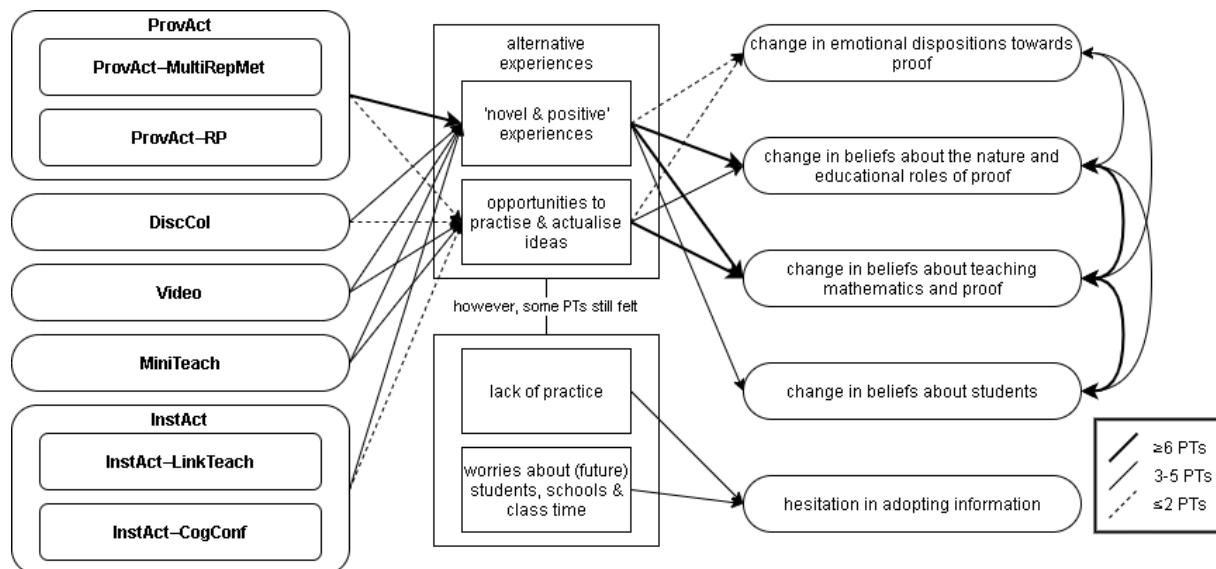 ProvAct
ProvAct–MultiRepMet
ProvAct–RP
DiscCol
Video
MiniTeach
InstAct
InstAct–LinkTeach
InstAct–CogConf
alternative
experiences
'novel & positive'
experiences
opportunities to
practise & actualise
ideas
however, some PTs still felt
lack of practice
worries about (future)
students, schools &
class time
change in emotional dispositions towards
proof
change in beliefs about the nature and
educational roles of proof
change in beliefs about teaching
mathematics and proof
change in beliefs about students
hesitation in adopting information
≥6 PTs
3-5 PTs
≤2 PTs